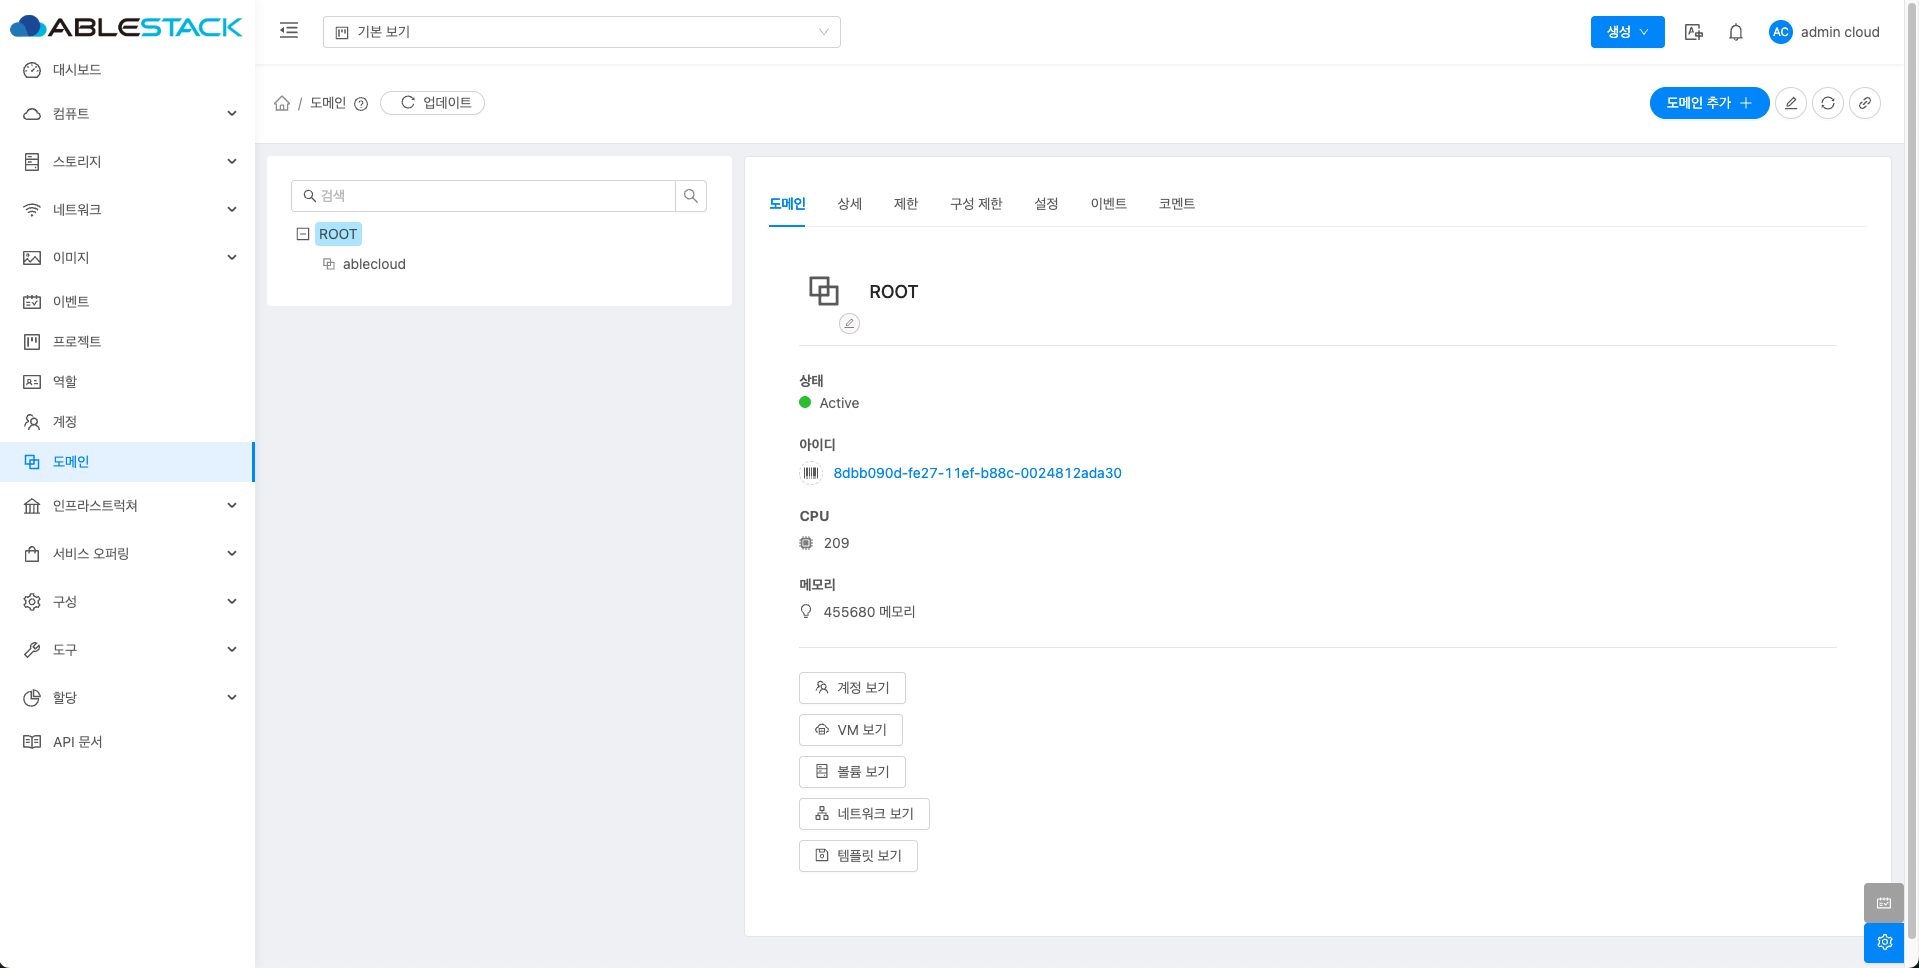 ABLESTACK
기본 보기
생성
AC
admin cloud
대시보드
컴퓨트
스토리지
네트워크
이미지
이벤트
프로젝트
역할
계정
도메인
인프라스트럭쳐
서비스 오퍼링
구성
도구
할당
API 문서
/ 도메인
업데이트
도메인 추가
검색
ROOT
ablecloud
도메인
상세
제한
구성 제한
설정
이벤트
코멘트
ROOT
상태
Active
아이디
8dbb090d-fe27-11ef-b88c-0024812ada30
CPU
209
메모리
455680 메모리
계정 보기
VM 보기
볼륨 보기
네트워크 보기
템플릿 보기